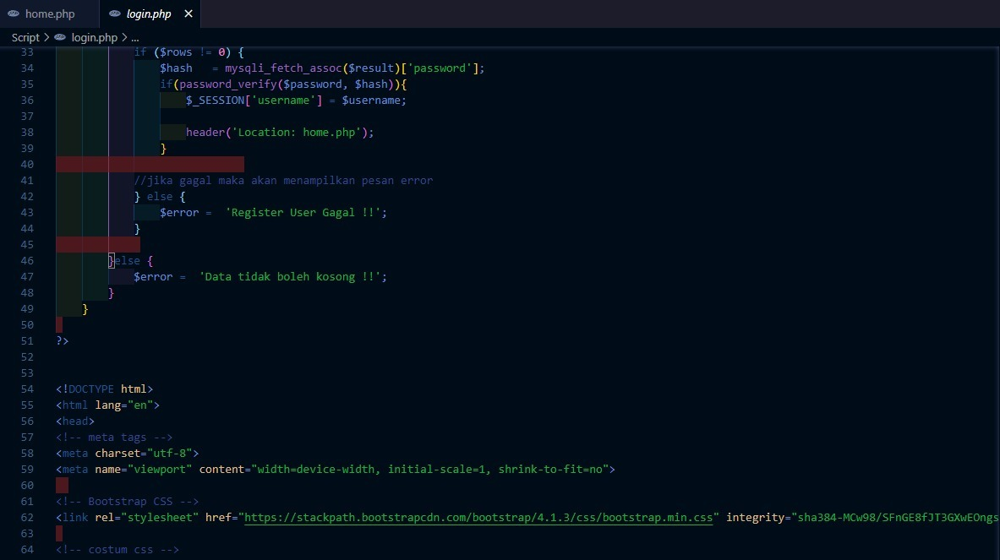 home.php login.php ×
Script > login.php > ...
33 if ($rows != 0) {
34 $hash = mysqli_fetch_assoc($result)['password'];
35 if(password_verify($password, $hash)){
36 $_SESSION['username'] = $username;
37
38 header('Location: home.php');
39 }
40
41 //jika gagal maka akan menampilkan pesan error
42 } else {
43 $error = 'Register User Gagal !!';
44 }
45
46 }else {
47 $error = 'Data tidak boleh kosong !!';
48 }
49 }
50
51 ?>
52
53
54 <!DOCTYPE html>
55 <html lang="en">
56 <head>
57 <!-- meta tags -->
58 <meta charset="utf-8">
59 <meta name="viewport" content="width=device-width, initial-scale=1, shrink-to-fit=no">
60
61 <!-- Bootstrap CSS -->
62 <link rel="stylesheet" href="https://stackpath.bootstrapcdn.com/bootstrap/4.1.3/css/bootstrap.min.css" integrity="sha384-MCw98/SFnGE8fJT3GXwEOngs
63
64 <!-- costum css -->